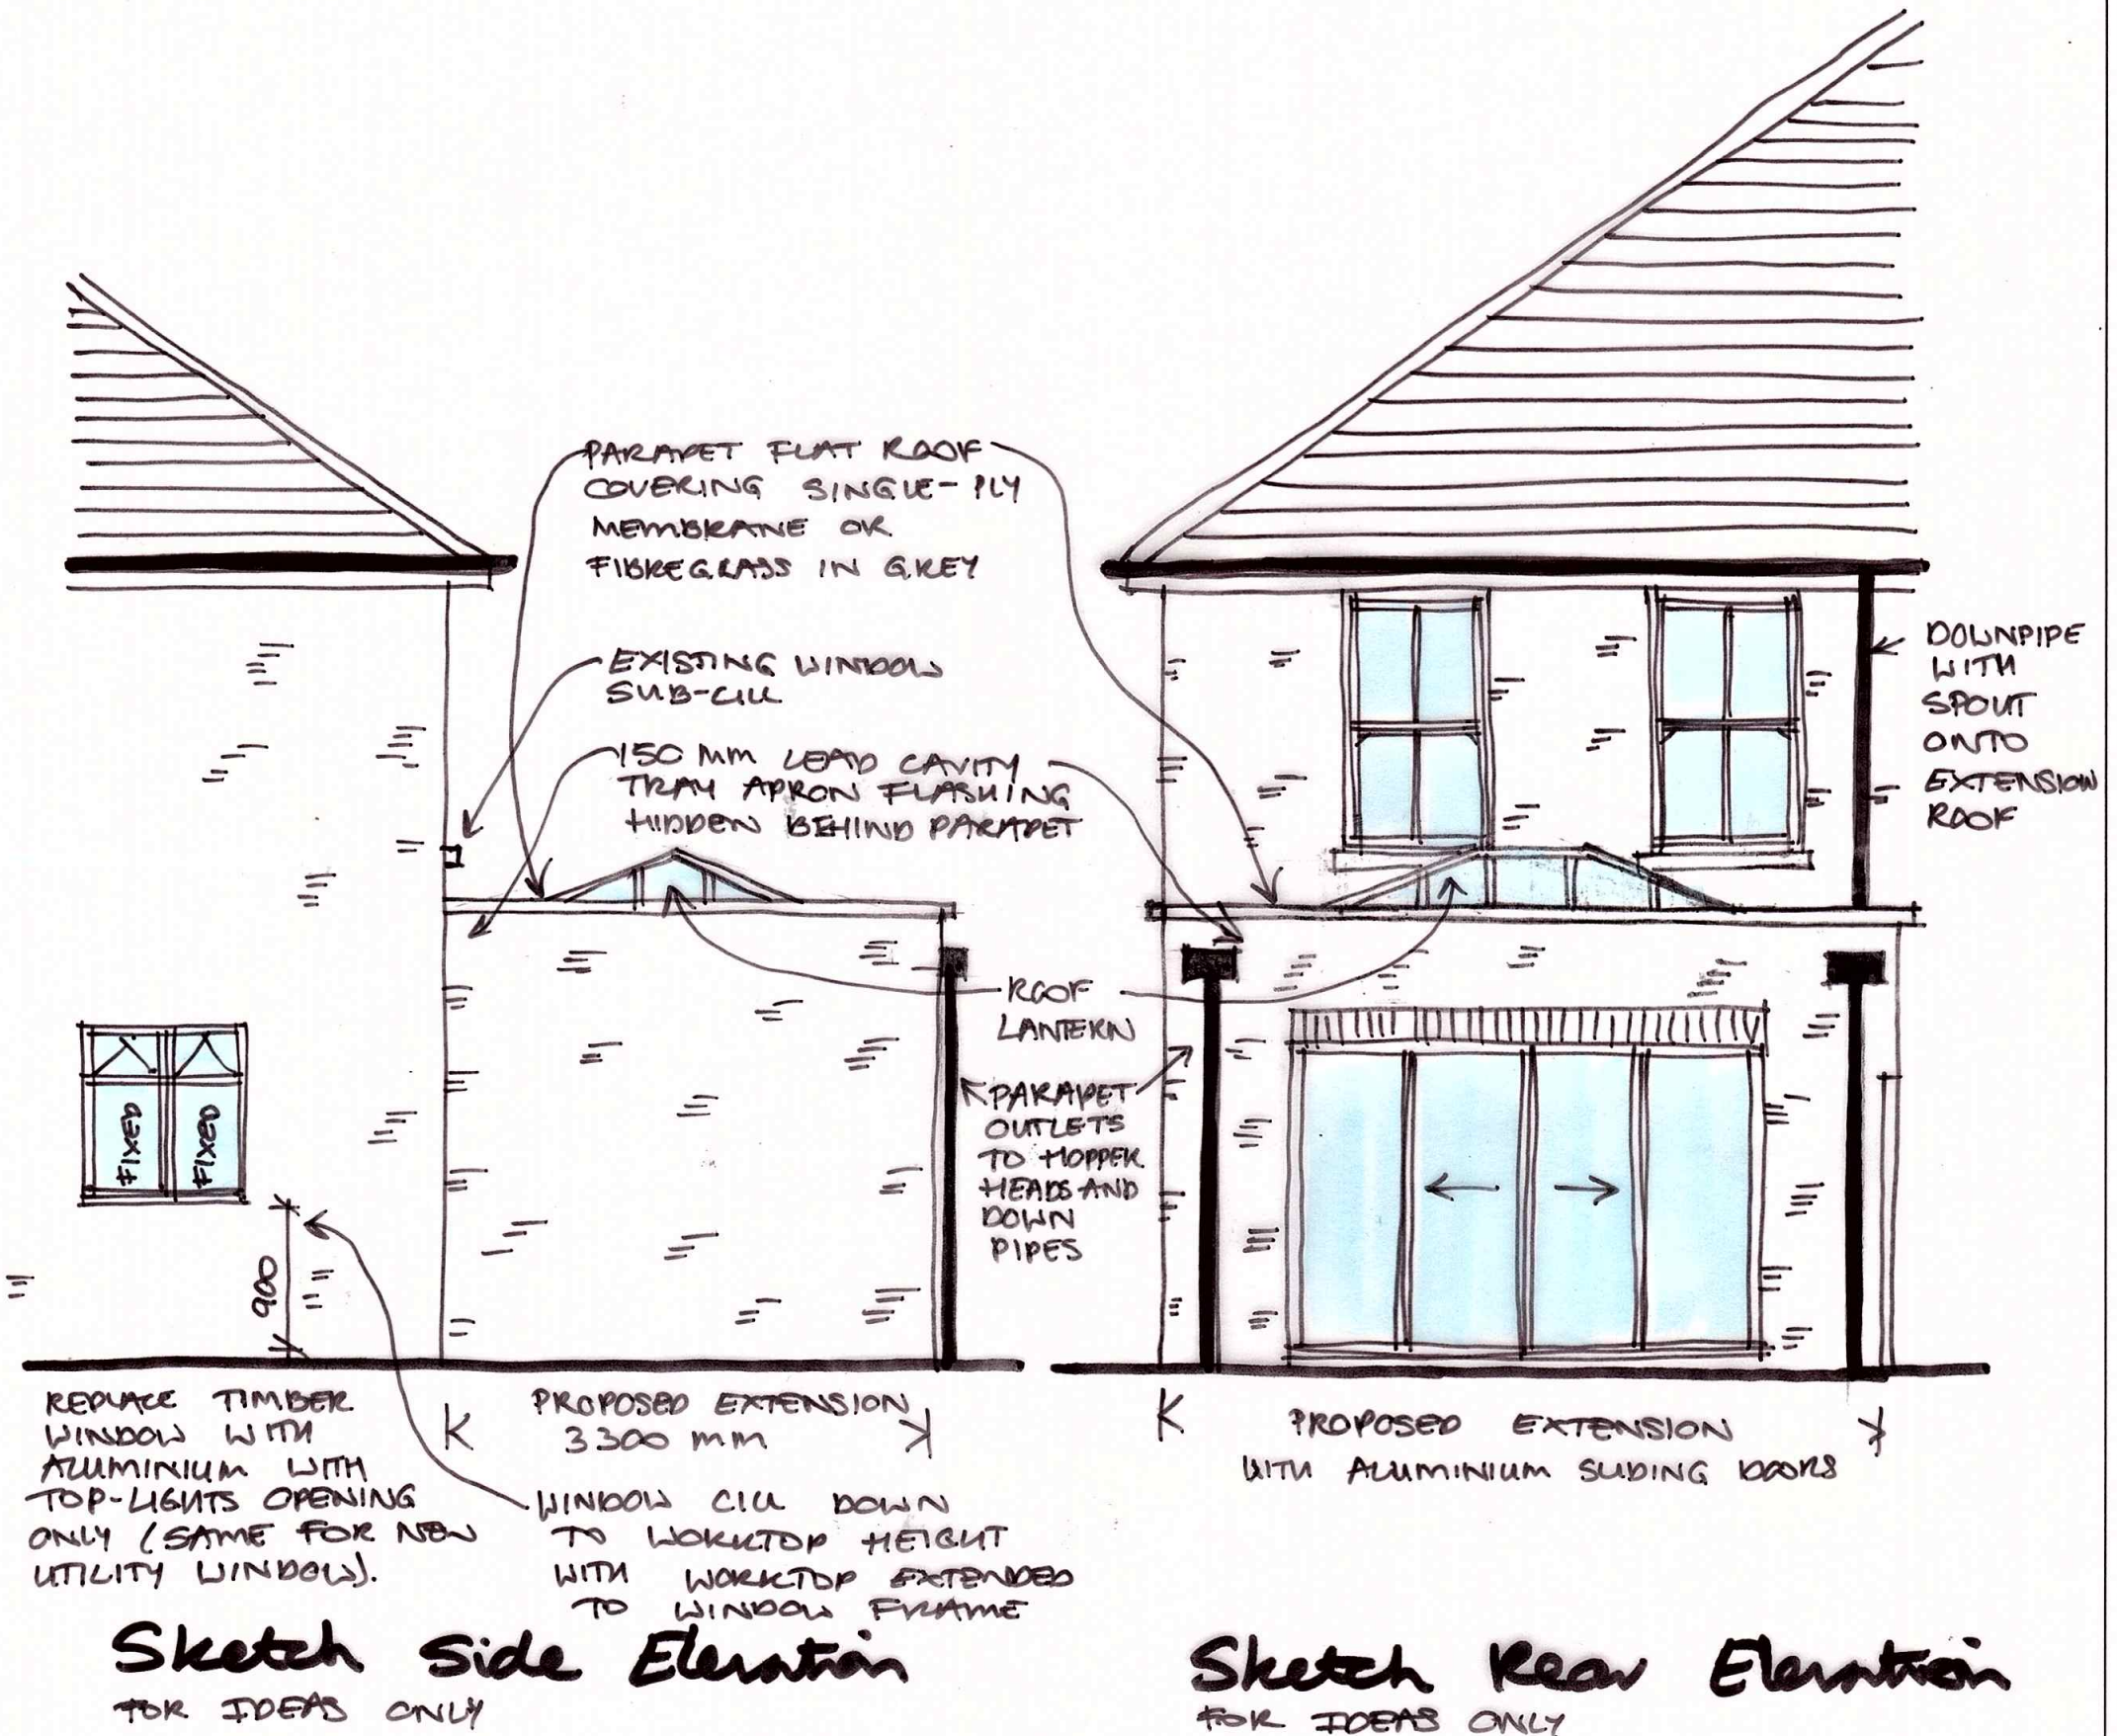 PARAPET FLAT ROOF
COVERING SINGLE-PLY
MEMBRANE OR
FIBREGRASS IN GREY
EXISTING WINDOW
SUB-CILL
150 mm LEAD CAVITY
TRAY APRON FLASHING
HIDDEN BEHIND PARAPET
DOWNPIPE
WITH
SPOUT
ONTO
EXTENSION
ROOF
ROOF
LANTERN
PARAPET
OUTLETS
TO HOPPER
HEADS AND
DOWN
PIPES
FIXED
FIXED
900
REPLACE TIMBER
WINDOW WITH
ALUMINIUM WITH
TOP-LIGHTS OPENING
ONLY (SAME FOR NEW
UTILITY WINDOW).
PROPOSED EXTENSION
3300 mm
WINDOW CILL DOWN
TO WORKTOP HEIGHT
WITH WORKTOP EXTENDED
TO WINDOW FRAME
PROPOSED EXTENSION
WITH ALUMINIUM SLIDING DOORS
Sketch Side Elevation
FOR IDEAS ONLY
Sketch Rear Elevation
FOR IDEAS ONLY